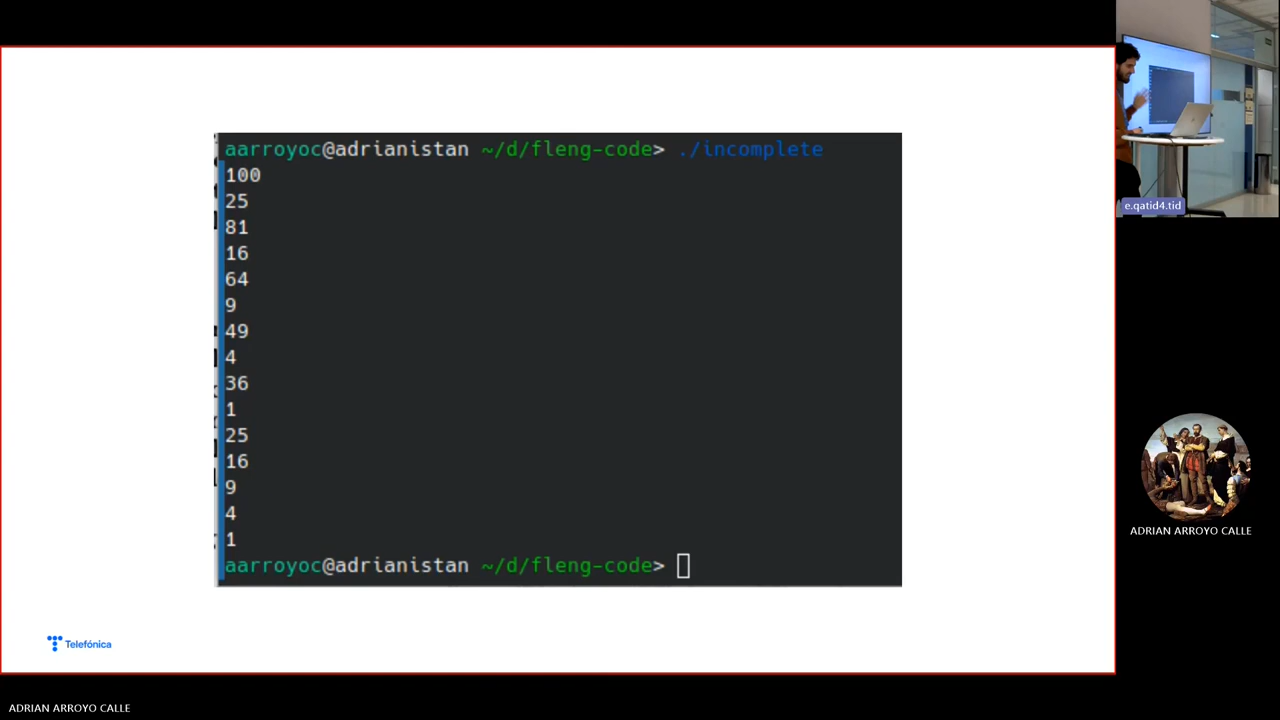 aarroyoc@adrianistan ~/d/fleng-code> ./incomplete
100
25
81
16
64
9
49
4
36
1
25
16
9
4
1
aarroyoc@adrianistan ~/d/fleng-code>
Telefónica
e.qatid4.tid
ADRIAN ARROYO CALLE
ADRIAN ARROYO CALLE